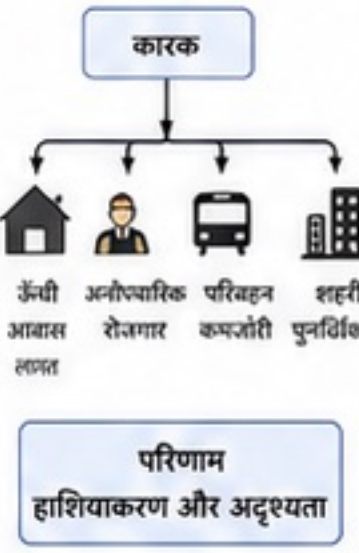 कारक
ऊँची
आवास
लागत
अनौपचारिक
रोजगार
परिवहन
कमजोरी
शहरी
परिणाम
हाशियाकरण और अदृश्यता